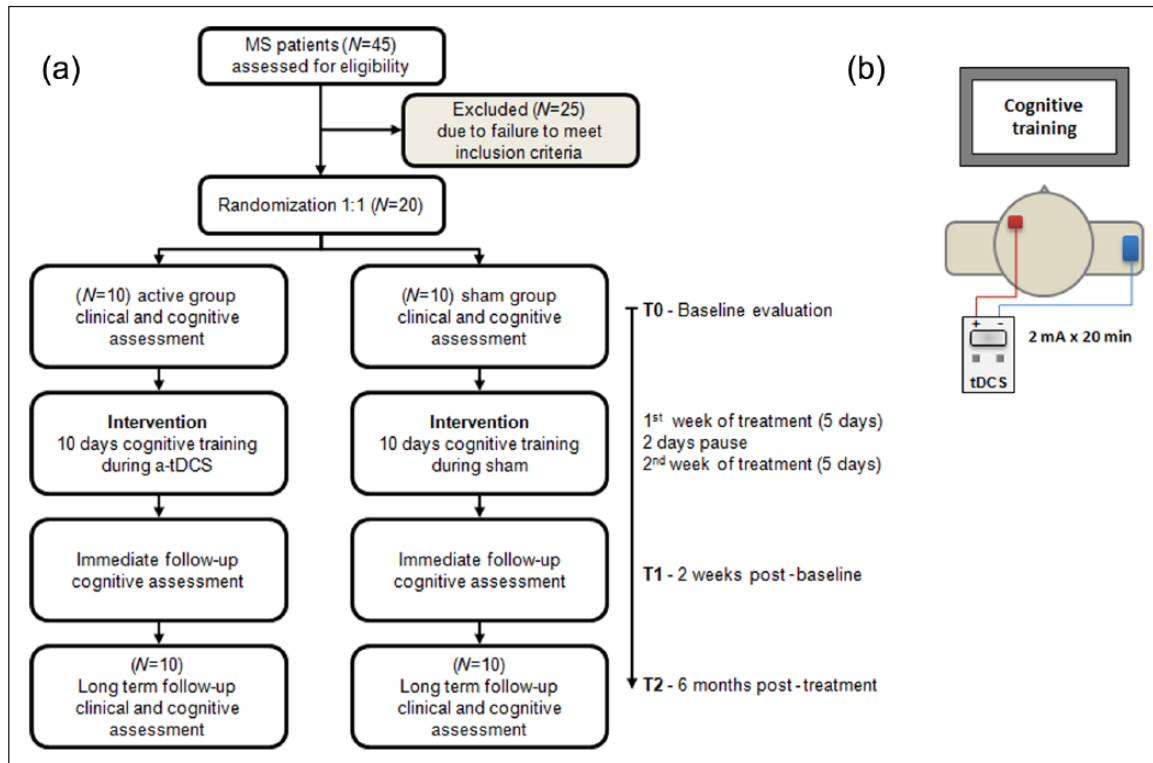 (a)
MS patients (N=45)
assessed for eligibility
Excluded (N=25)
due to failure to meet
inclusion criteria
Randomization 1:1 (N=20)
(N=10) active group
clinical and cognitive
assessment
(N=10) sham group
clinical and cognitive
assessment
T0 - Baseline evaluation
Intervention
10 days cognitive training
during a-tDCS
Intervention
10 days cognitive training
during sham
1st week of treatment (5 days)
2 days pause
2nd week of treatment (5 days)
Immediate follow-up
cognitive assessment
Immediate follow-up
cognitive assessment
T1 - 2 weeks post-baseline
(N=10)
Long term follow-up
clinical and cognitive
assessment
(N=10)
Long term follow-up
clinical and cognitive
assessment
T2 - 6 months post-treatment
(b)
Cognitive
training
+ -
tDCS
2 mA x 20 min